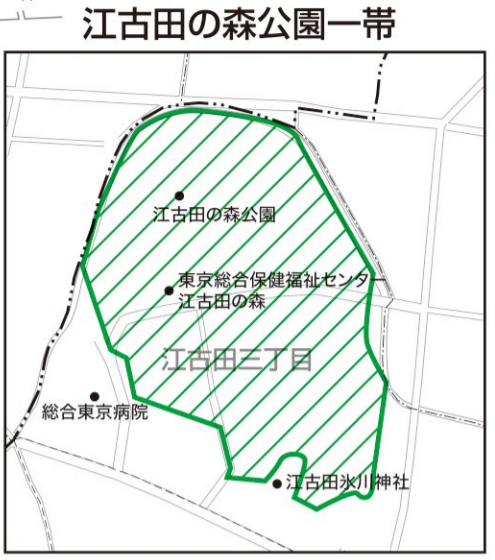 江古田の森公園一帯
江古田の森公園
東京総合保健福祉センター
江古田の森
江古田三丁目
総合東京病院
江古田氷川神社